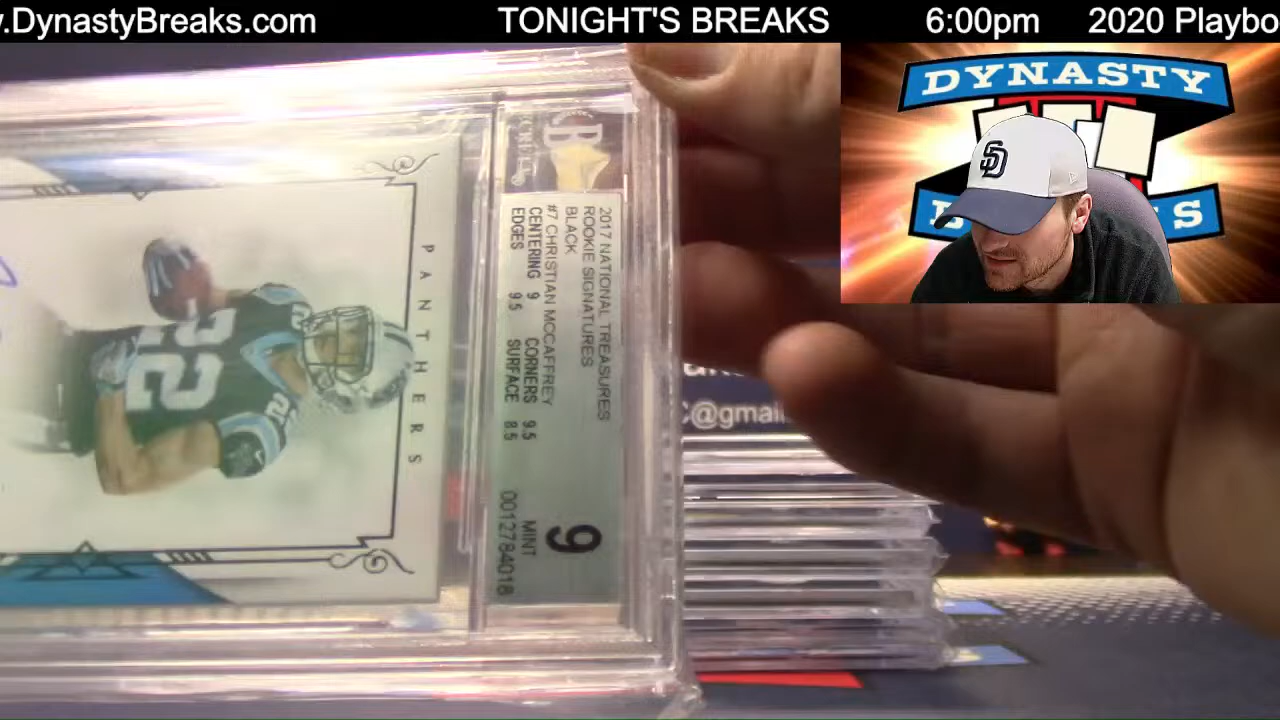 .DynastyBreaks.com TONIGHT'S BREAKS 6:00pm 2020 Playbo
DYNASTY
SD
S
PANTHERS
22
2017 NATIONAL TREASURES
ROOKIE SIGNATURES
BLACK
#7 CHRISTIAN MCCAFFREY
CENTERING 9 CORNERS 9.5
EDGES 9.5 SURFACE 8.5
9
MINT
0012784018
@gmail